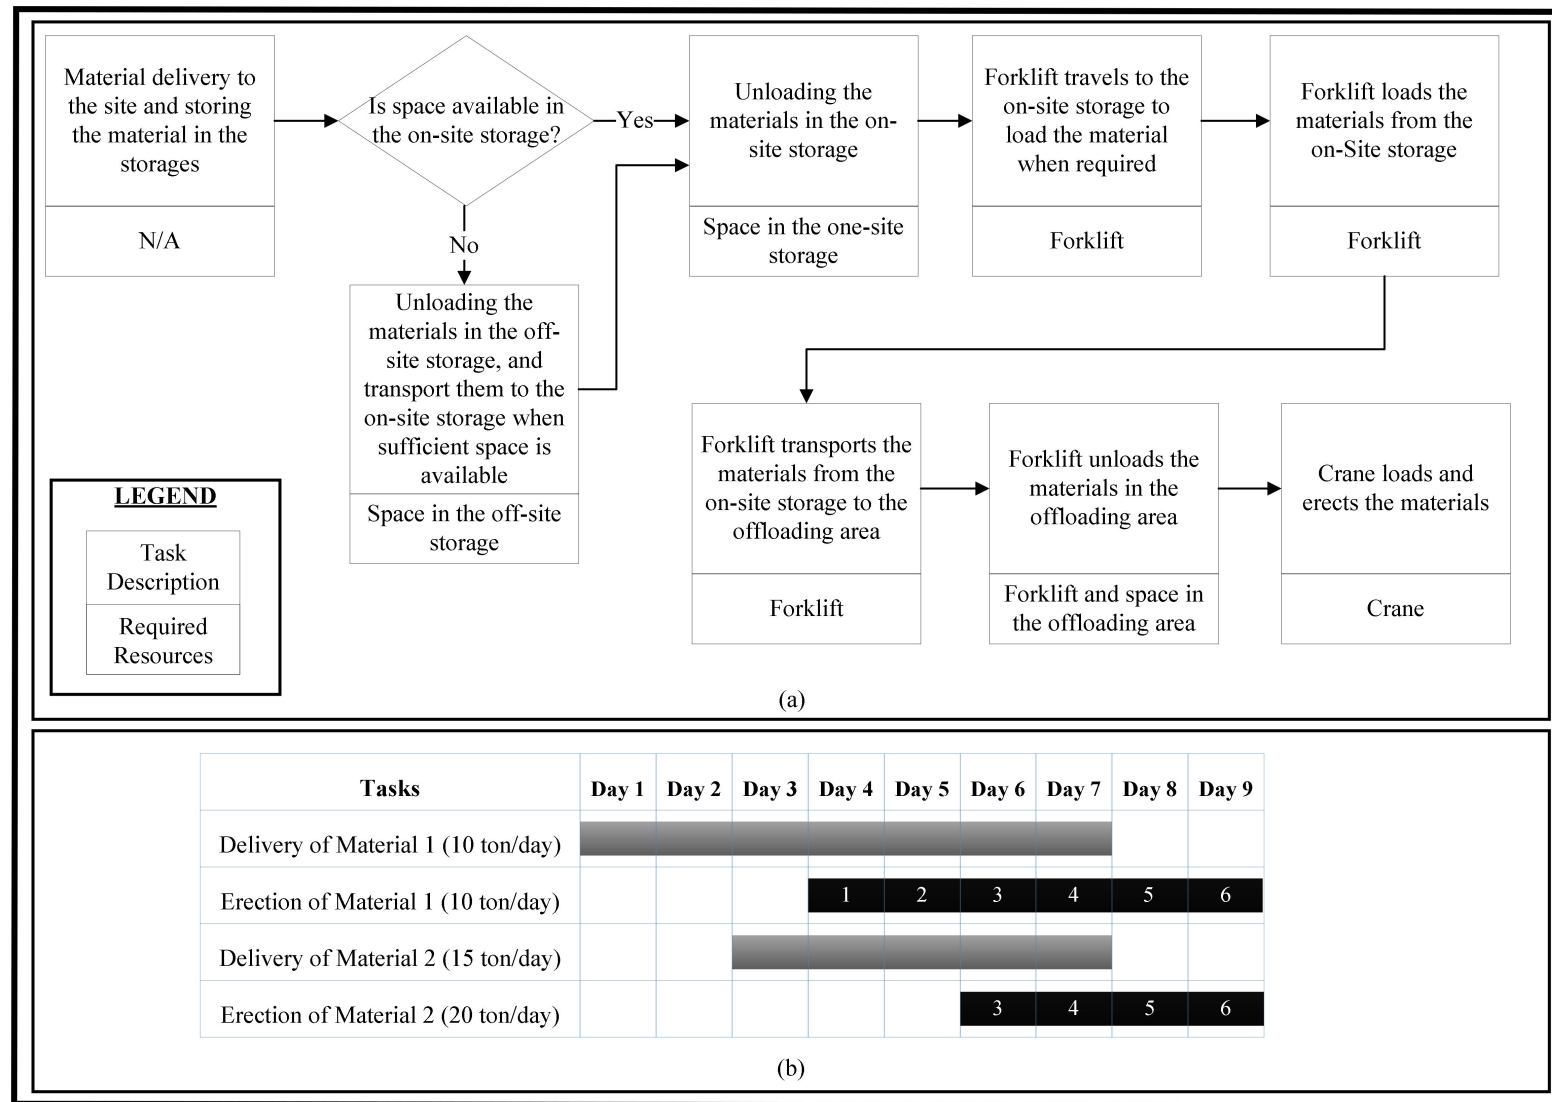 Material delivery to
the site and storing
the material in the
storages
N/A
Is space available in
the on-site storage?
Yes
No
Unloading the
materials in the off-
site storage, and
transport them to the
on-site storage when
sufficient space is
available
Space in the off-site
storage
Unloading the
materials in the on-
site storage
Space in the one-site
storage
Forklift travels to the
on-site storage to
load the material
when required
Forklift
Forklift loads the
materials from the
on-Site storage
Forklift
Forklift transports the
materials from the
on-site storage to the
offloading area
Forklift
Forklift unloads the
materials in the
offloading area
Forklift and space in
the offloading area
Crane loads and
erects the materials
Crane
LEGEND
Task
Description
Required
Resources
(a)
Tasks Day 1 Day 2 Day 3 Day 4 Day 5 Day 6 Day 7 Day 8 Day 9
Delivery of Material 1 (10 ton/day)
Erection of Material 1 (10 ton/day) 1 2 3 4 5 6
Delivery of Material 2 (15 ton/day)
Erection of Material 2 (20 ton/day) 3 4 5 6
(b)